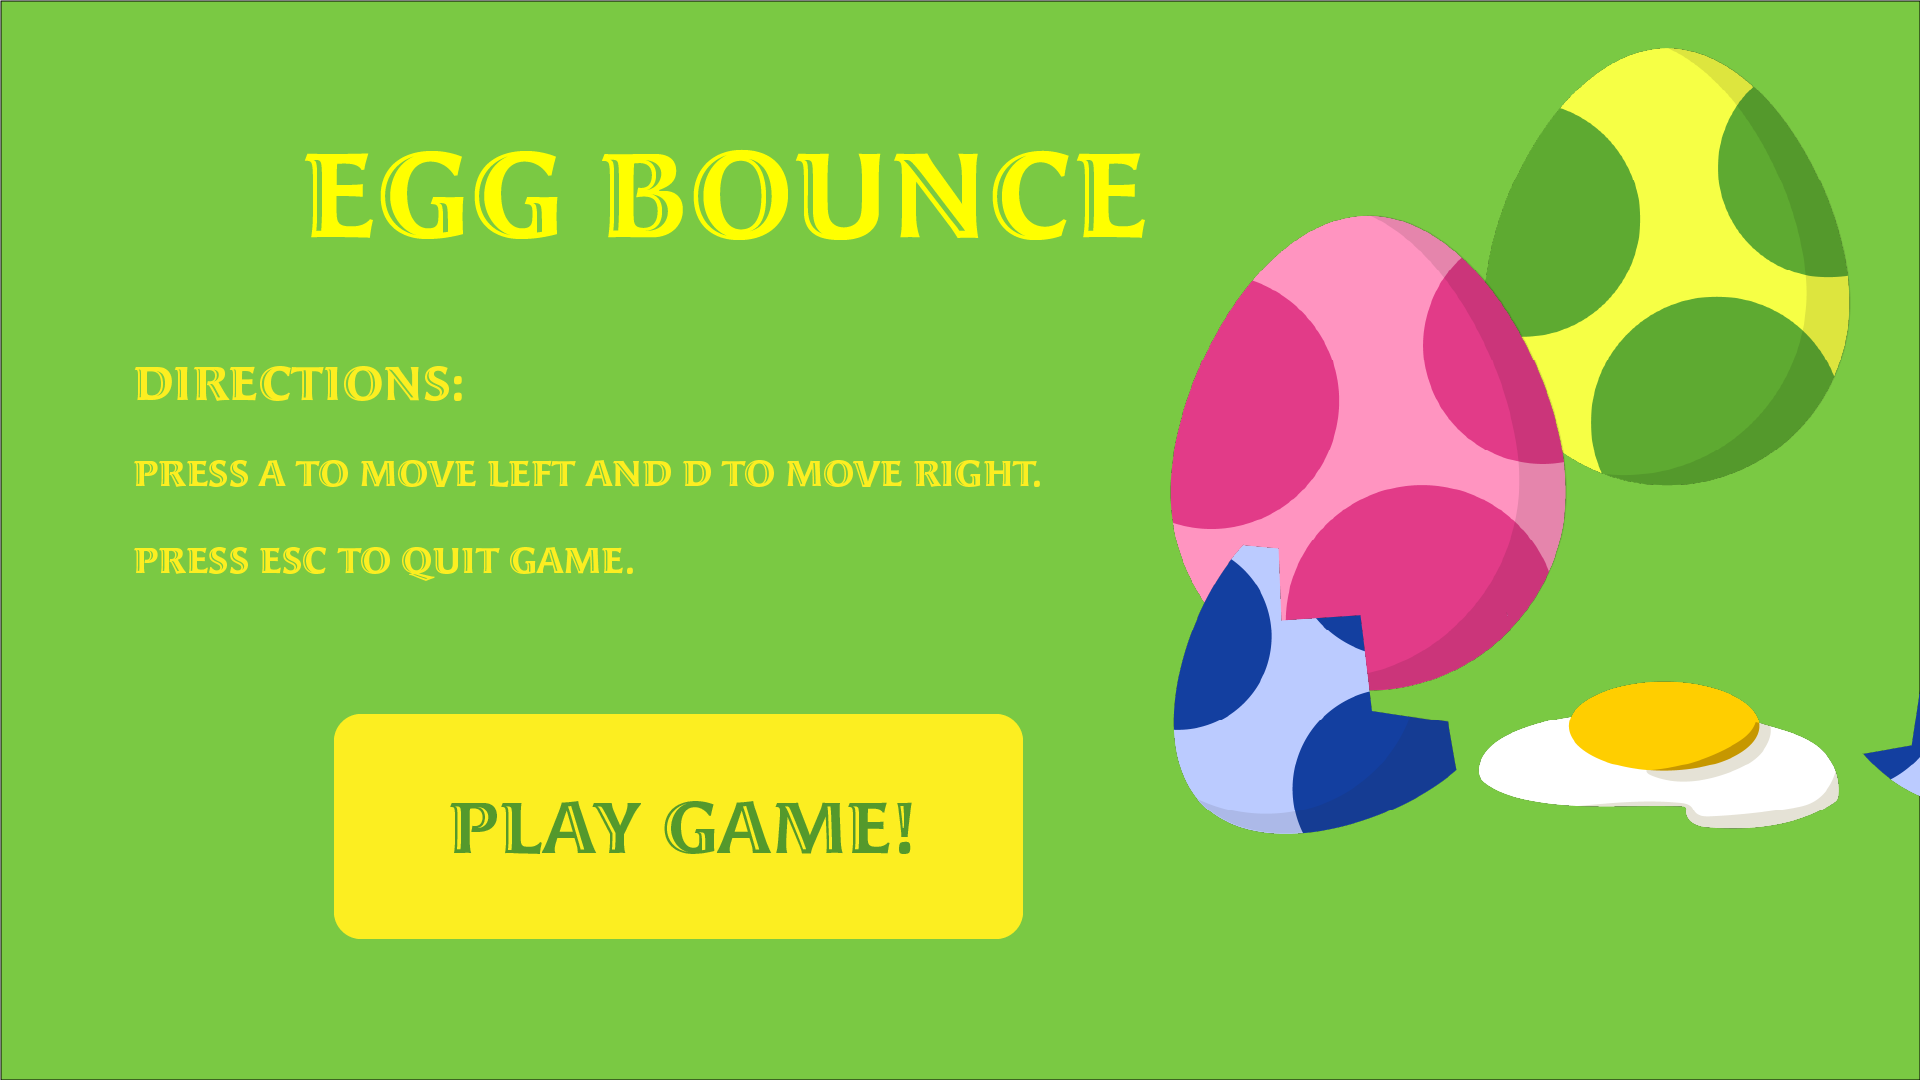 EGG BOUNCE
DIRECTIONS:
PRESS A TO MOVE LEFT AND D TO MOVE RIGHT.
PRESS ESC TO QUIT GAME.
PLAY GAME!